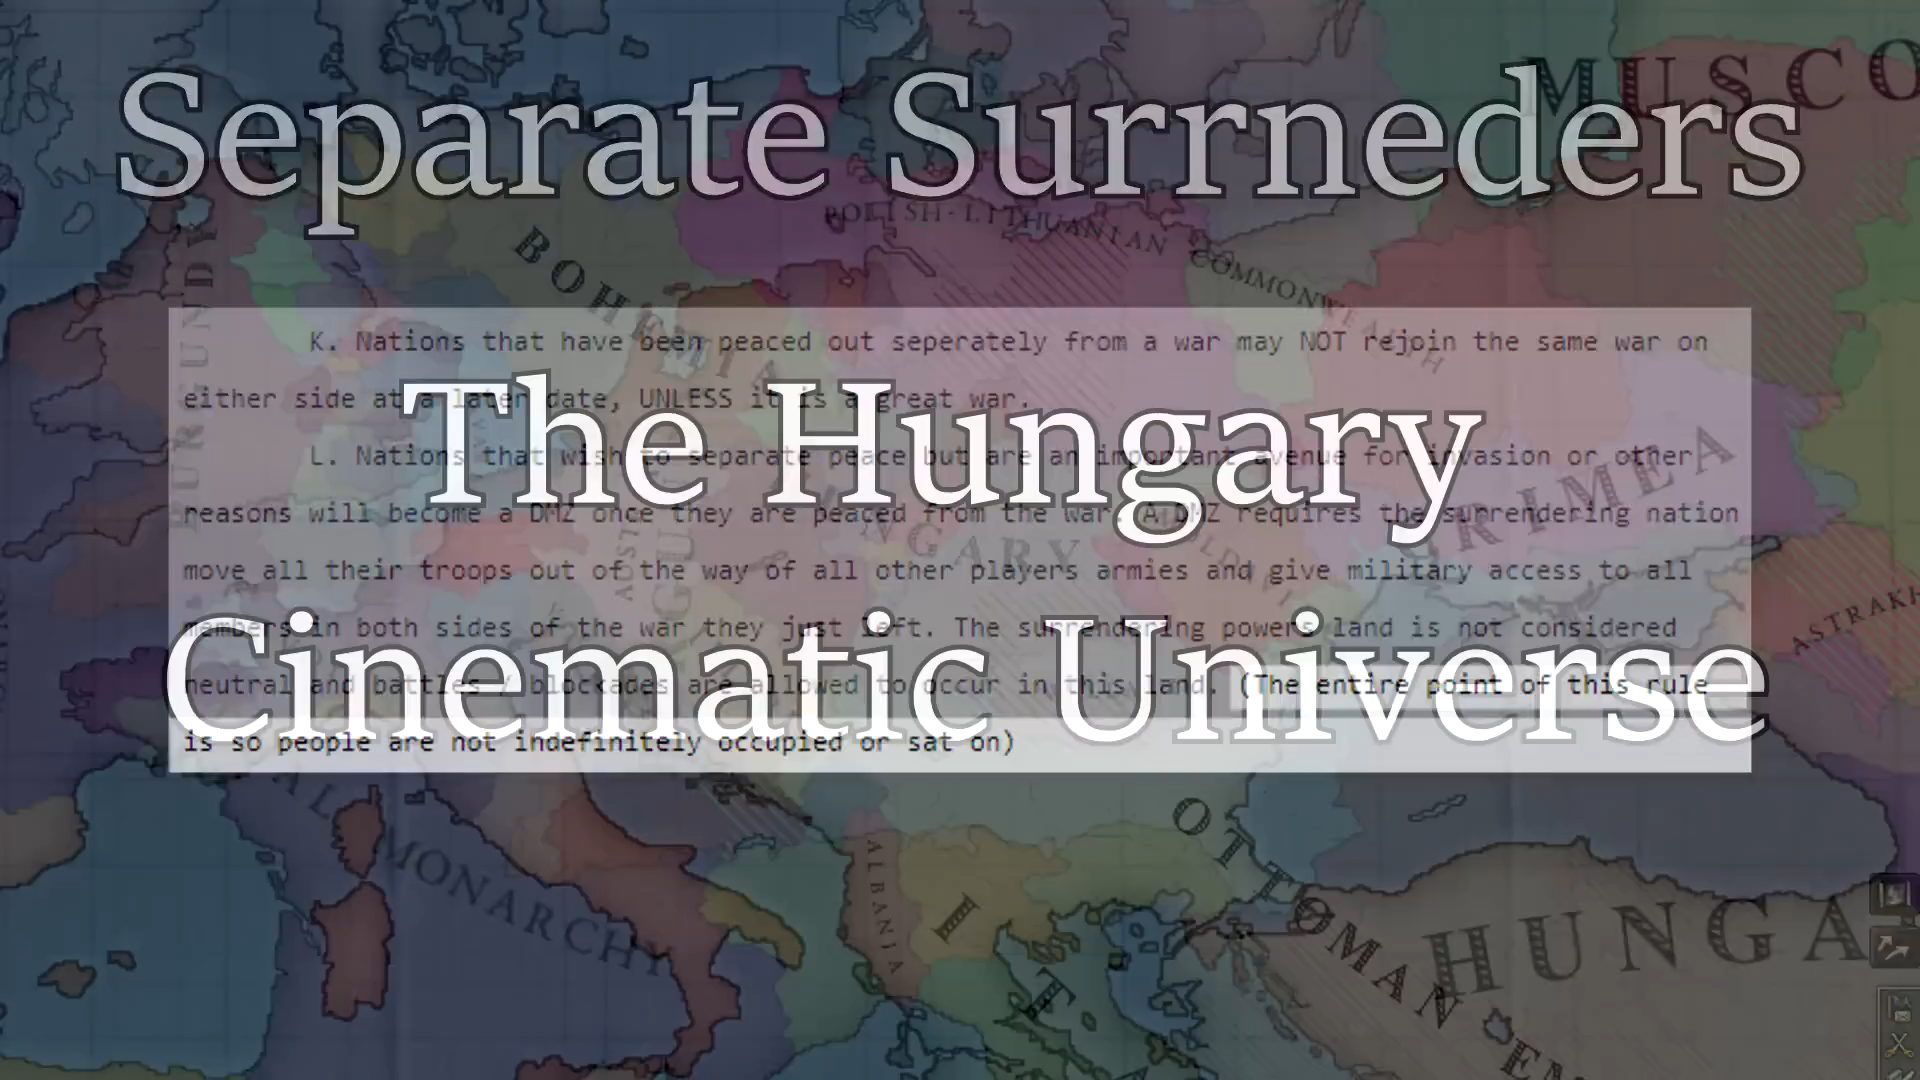 Separate Surrneders
MUSCO
POLISH-LITHUANIAN COMMONWEALTH
BOHEMIA
BURGUNDY
K. Nations that have been peaced out seperately from a war may NOT rejoin the same war on
either side at a later date, UNLESS it is a great war.
The Hungary
L. Nations that wish to separate peace but are an important avenue for invasion or other
reasons will become a DMZ once they are peaced from the war. A DMZ requires the surrendering nation
move all their troops out of the way of all other players armies and give military access to all
members in both sides of the war they just left. The surrendering powers land is not considered
Cinematic Universe
neutral and battles / blockades are allowed to occur in this land. (The entire point of this rule
is so people are not indefinitely occupied or sat on)
CRIMEA
ASTRAKH
MONARCHY
ALBANIA
OTTOMAN EM
HUNGA